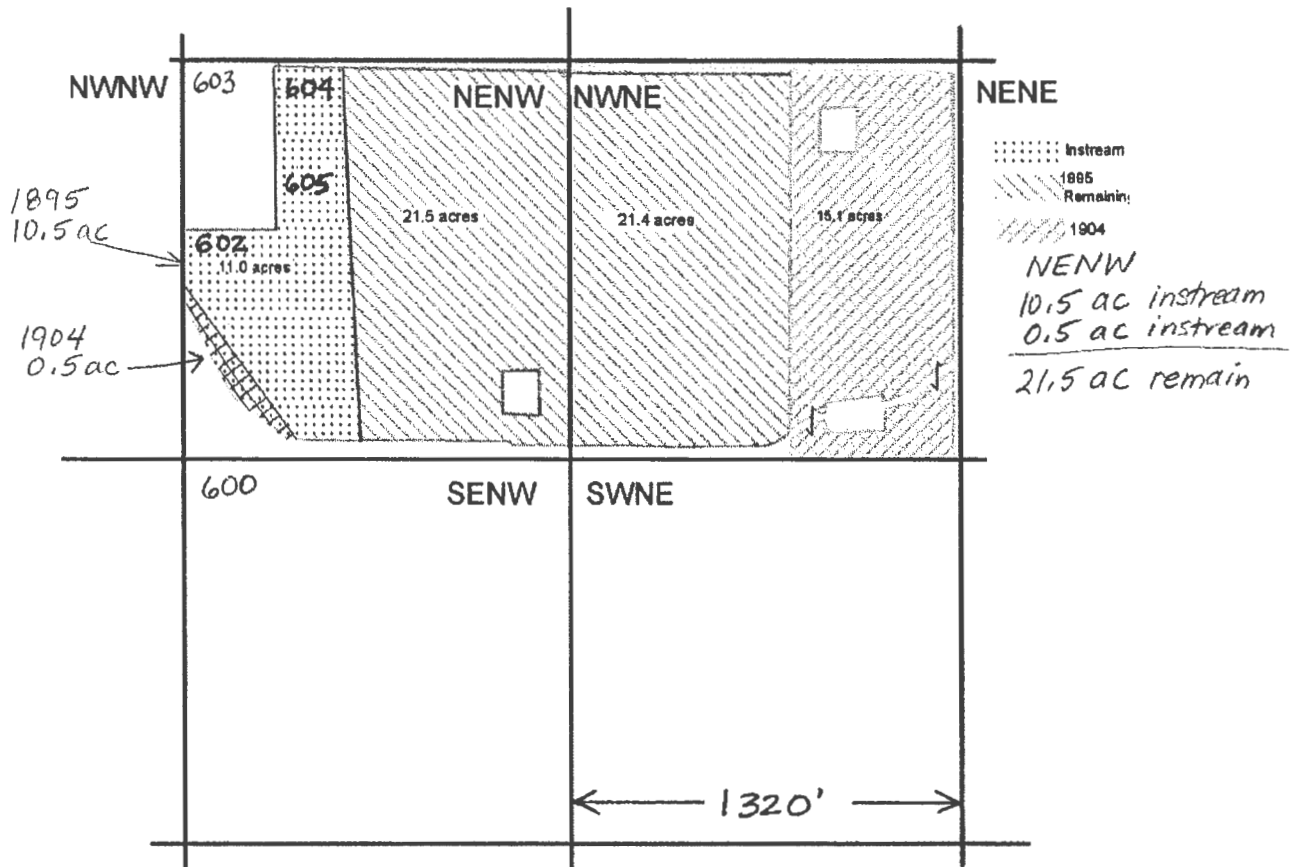 NWNW
603
604
NENW
NWNE
NENE
Instream
1895
Remaining
1904
605
1895
10.5 ac
602
11.0 acres
21.5 acres
21.4 acres
15.1 acres
NENW
10.5 ac instream
0.5 ac instream
21.5 ac remain
1904
0.5 ac
600
SENW
SWNE
1320'